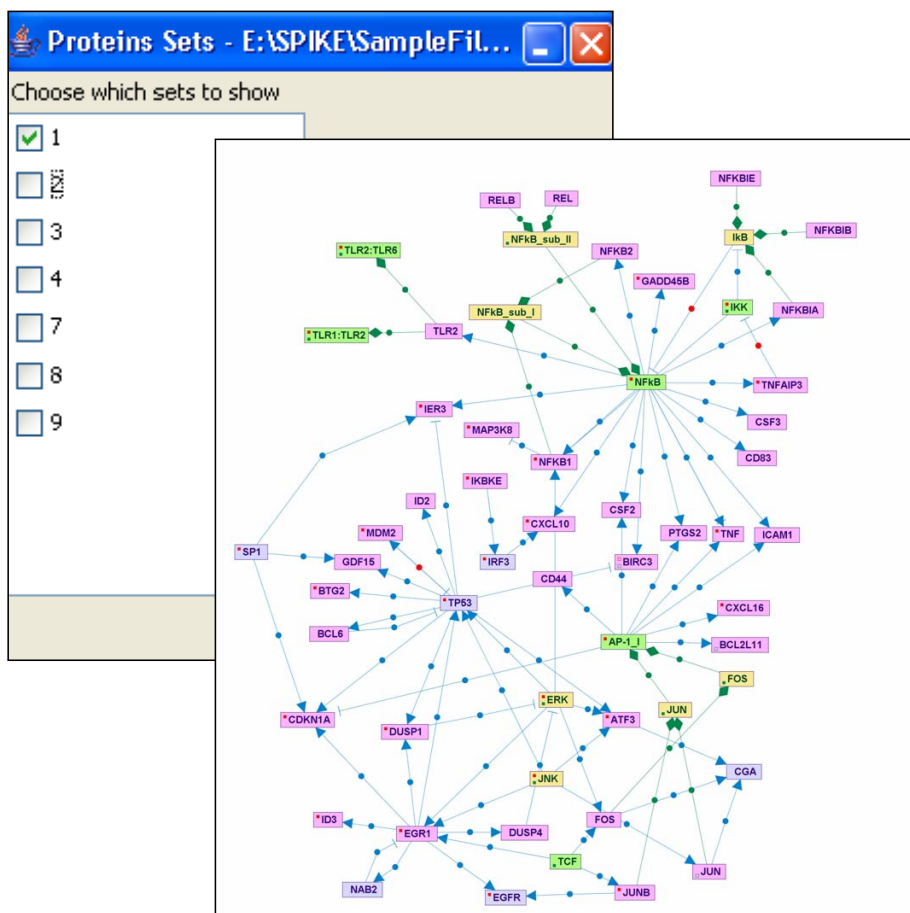 Proteins Sets - E:\SPIKE\SampleFil...
Choose which sets to show
1
3
4
7
8
9
NFKBIE
RELB
REL
NFKBIB
IkB
NFkB_sub_II
TLR2:TLR6
NFKB2
GADD45B
IKK
NFKBIA
NFkB_sub_I
TLR1:TLR2
TLR2
NFkB
TNFAIP3
IER3
CSF3
MAP3K8
CD83
NFKB1
IKBKE
ID2
CSF2
CXCL10
MDM2
PTGS2
TNF
ICAM1
SP1
GDF15
IRF3
BIRC3
CD44
BTG2
TP53
CXCL16
BCL6
AP-1_I
BCL2L11
FOS
ERK
JUN
CDKN1A
ATF3
DUSP1
CGA
JNK
ID3
FOS
EGR1
DUSP4
TCF
JUN
NAB2
EGFR
JUNB